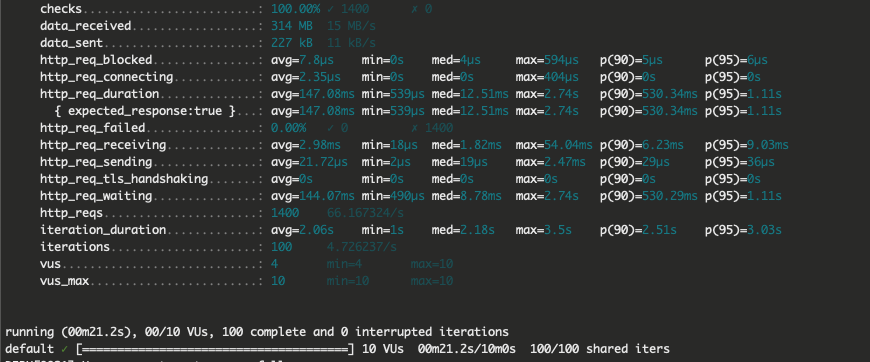 checks.........................: 100.00% ✓ 1400 ✗ 0
data_received..................: 314 MB 15 MB/s
data_sent......................: 227 kB 11 kB/s
http_req_blocked...............: avg=7.8µs min=0s med=4µs max=594µs p(90)=5µs p(95)=6µs
http_req_connecting............: avg=2.35µs min=0s med=0s max=404µs p(90)=0s p(95)=0s
http_req_duration..............: avg=147.08ms min=539µs med=12.51ms max=2.74s p(90)=530.34ms p(95)=1.11s
{ expected_response:true }...: avg=147.08ms min=539µs med=12.51ms max=2.74s p(90)=530.34ms p(95)=1.11s
http_req_failed................: 0.00% ✓ 0 ✗ 1400
http_req_receiving.............: avg=2.98ms min=18µs med=1.82ms max=54.04ms p(90)=6.23ms p(95)=9.03ms
http_req_sending...............: avg=21.72µs min=2µs med=19µs max=2.47ms p(90)=29µs p(95)=36µs
http_req_tls_handshaking.......: avg=0s min=0s med=0s max=0s p(90)=0s p(95)=0s
http_req_waiting...............: avg=144.07ms min=490µs med=8.78ms max=2.74s p(90)=530.29ms p(95)=1.11s
http_reqs......................: 1400 66.167324/s
iteration_duration.............: avg=2.06s min=1s med=2.18s max=3.5s p(90)=2.51s p(95)=3.03s
iterations.....................: 100 4.726237/s
vus............................: 4 min=4 max=10
vus_max........................: 10 min=10 max=10
running (00m21.2s), 00/10 VUs, 100 complete and 0 interrupted iterations
default ✓ [======================================] 10 VUs 00m21.2s/10m0s 100/100 shared iters